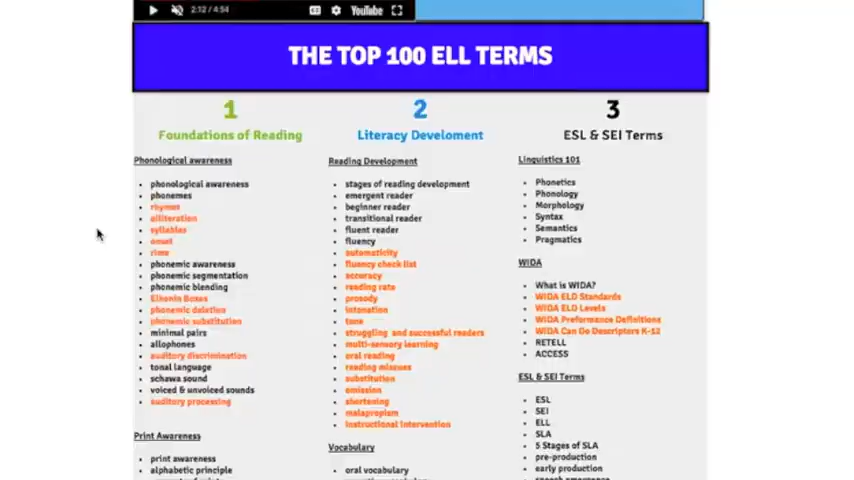 2:12 / 4:54
YouTube
THE TOP 100 ELL TERMS
1
Foundations of Reading
Phonological awareness
phonological awareness
phonemes
rhymes
alliteration
syllables
onset
rime
phonemic awareness
phonemic segmentation
phonemic blending
Elkonin Boxes
phonemic deletion
phonemic substitution
minimal pairs
allophones
auditory discrimination
tonal language
schawa sound
voiced & unvoiced sounds
auditory processing
Print Awareness
print awareness
alphabetic principle
2
Literacy Develoment
Reading Development
stages of reading development
emergent reader
beginner reader
transitional reader
fluent reader
fluency
automaticity
fluency check list
accuracy
reading rate
prosody
intonation
tone
struggling and successful readers
multi-sensory learning
oral reading
reading miscues
substitution
omission
shortening
malapropism
instructional intervention
Vocabulary
oral vocabulary
3
ESL & SEI Terms
Linguistics 101
Phonetics
Phonology
Morphology
Syntax
Semantics
Pragmatics
WIDA
What is WIDA?
WIDA ELD Standards
WIDA ELD Levels
WIDA Preformance Definitions
WIDA Can Do Descriptors K-12
RETELL
ACCESS
ESL & SEI Terms
ESL
SEI
ELL
SLA
5 Stages of SLA
pre-production
early production
speech emergence